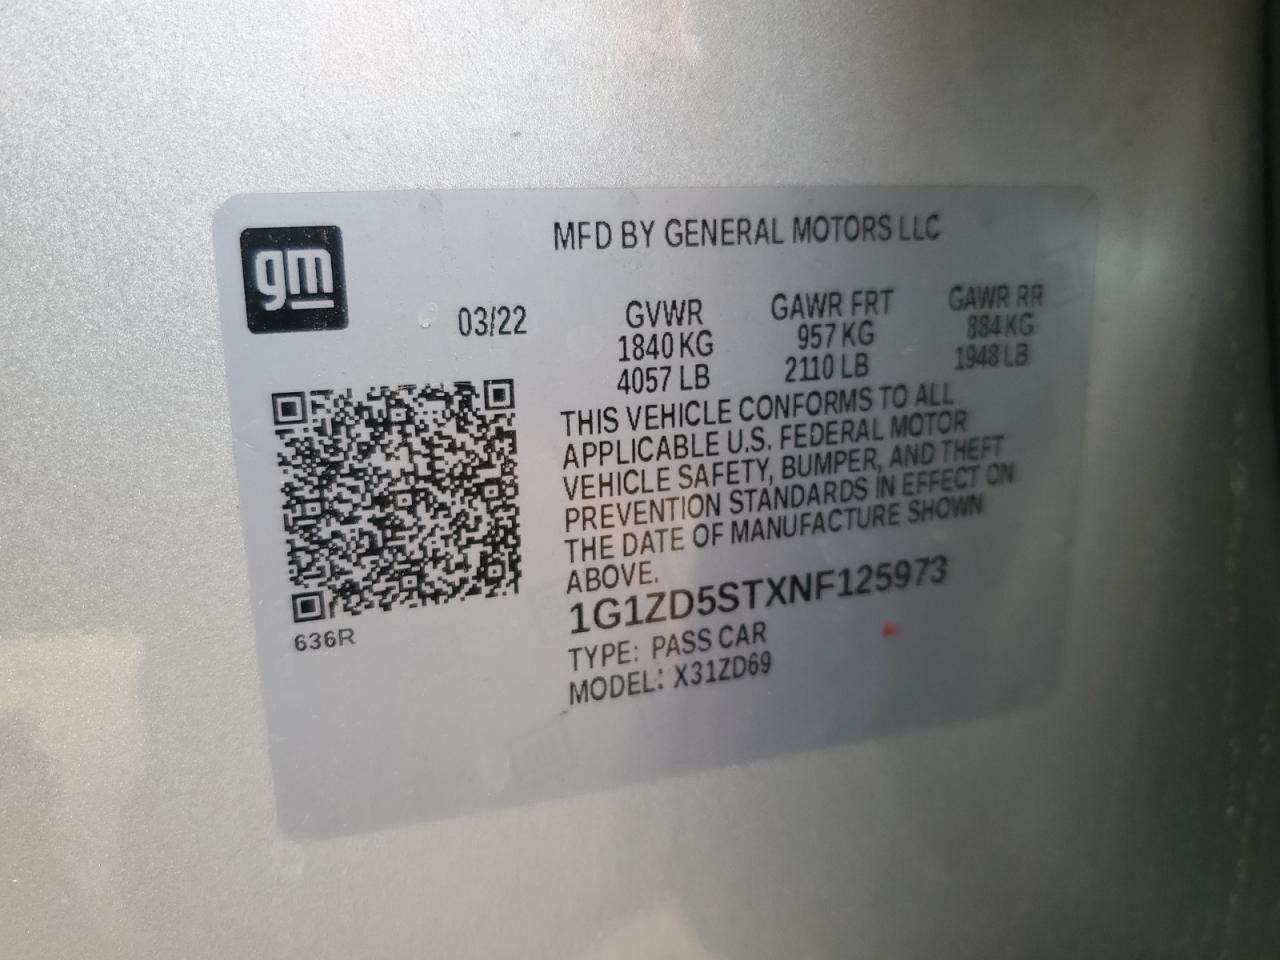 gm
MFD BY GENERAL MOTORS LLC
03/22
GVWR
1840 KG
4057 LB
GAWR FRT
957 KG
2110 LB
GAWR RR
884 KG
1948 LB
THIS VEHICLE CONFORMS TO ALL
APPLICABLE U.S. FEDERAL MOTOR
VEHICLE SAFETY, BUMPER, AND THEFT
PREVENTION STANDARDS IN EFFECT ON
THE DATE OF MANUFACTURE SHOWN
ABOVE.
1G1ZD5STXNF125973
TYPE: PASS CAR
MODEL: X31ZD69
636R